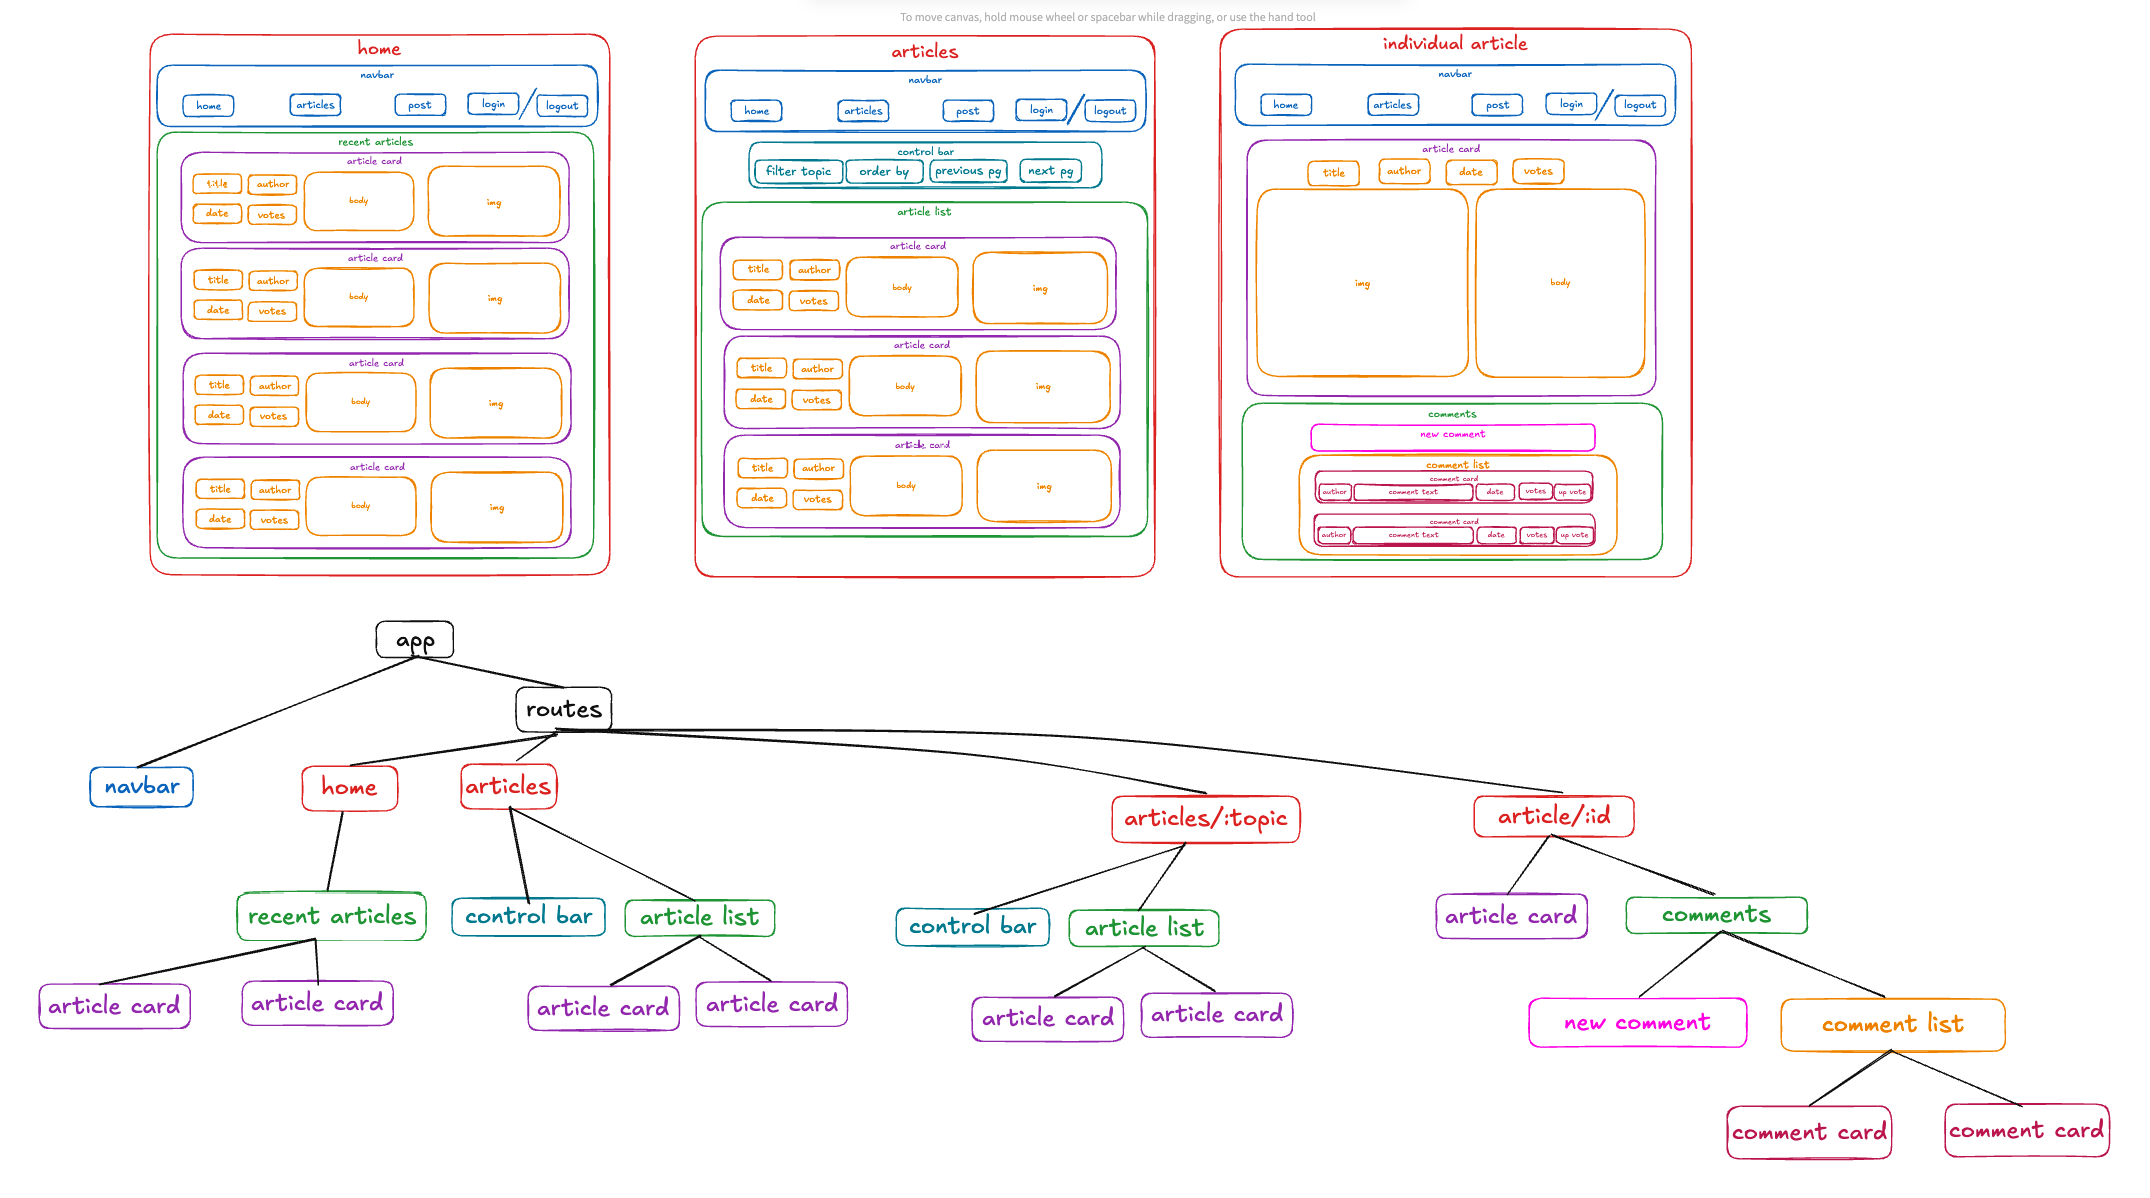 To move canvas, hold mouse wheel or spacebar while dragging, or use the hand tool
home
navbar
home articles post login / logout
recent articles
article card
title author
body img
date votes
article card
title author
body img
date votes
article card
title author
body img
date votes
article card
title author
body img
date votes
articles
navbar
home articles post login / logout
control bar
filter topic order by previous pg next pg
article list
article card
title author
body img
date votes
article card
title author
body img
date votes
article card
title author
body img
date votes
individual article
navbar
home articles post login / logout
article card
title author date votes
img body
comments
new comment
comment list
comment card
author comment text date votes up vote
comment card
author comment text date votes up vote
app
routes
navbar home articles articles/:topic article/:id
recent articles control bar article list control bar article list article card comments
article card article card article card article card article card article card new comment comment list
comment card comment card